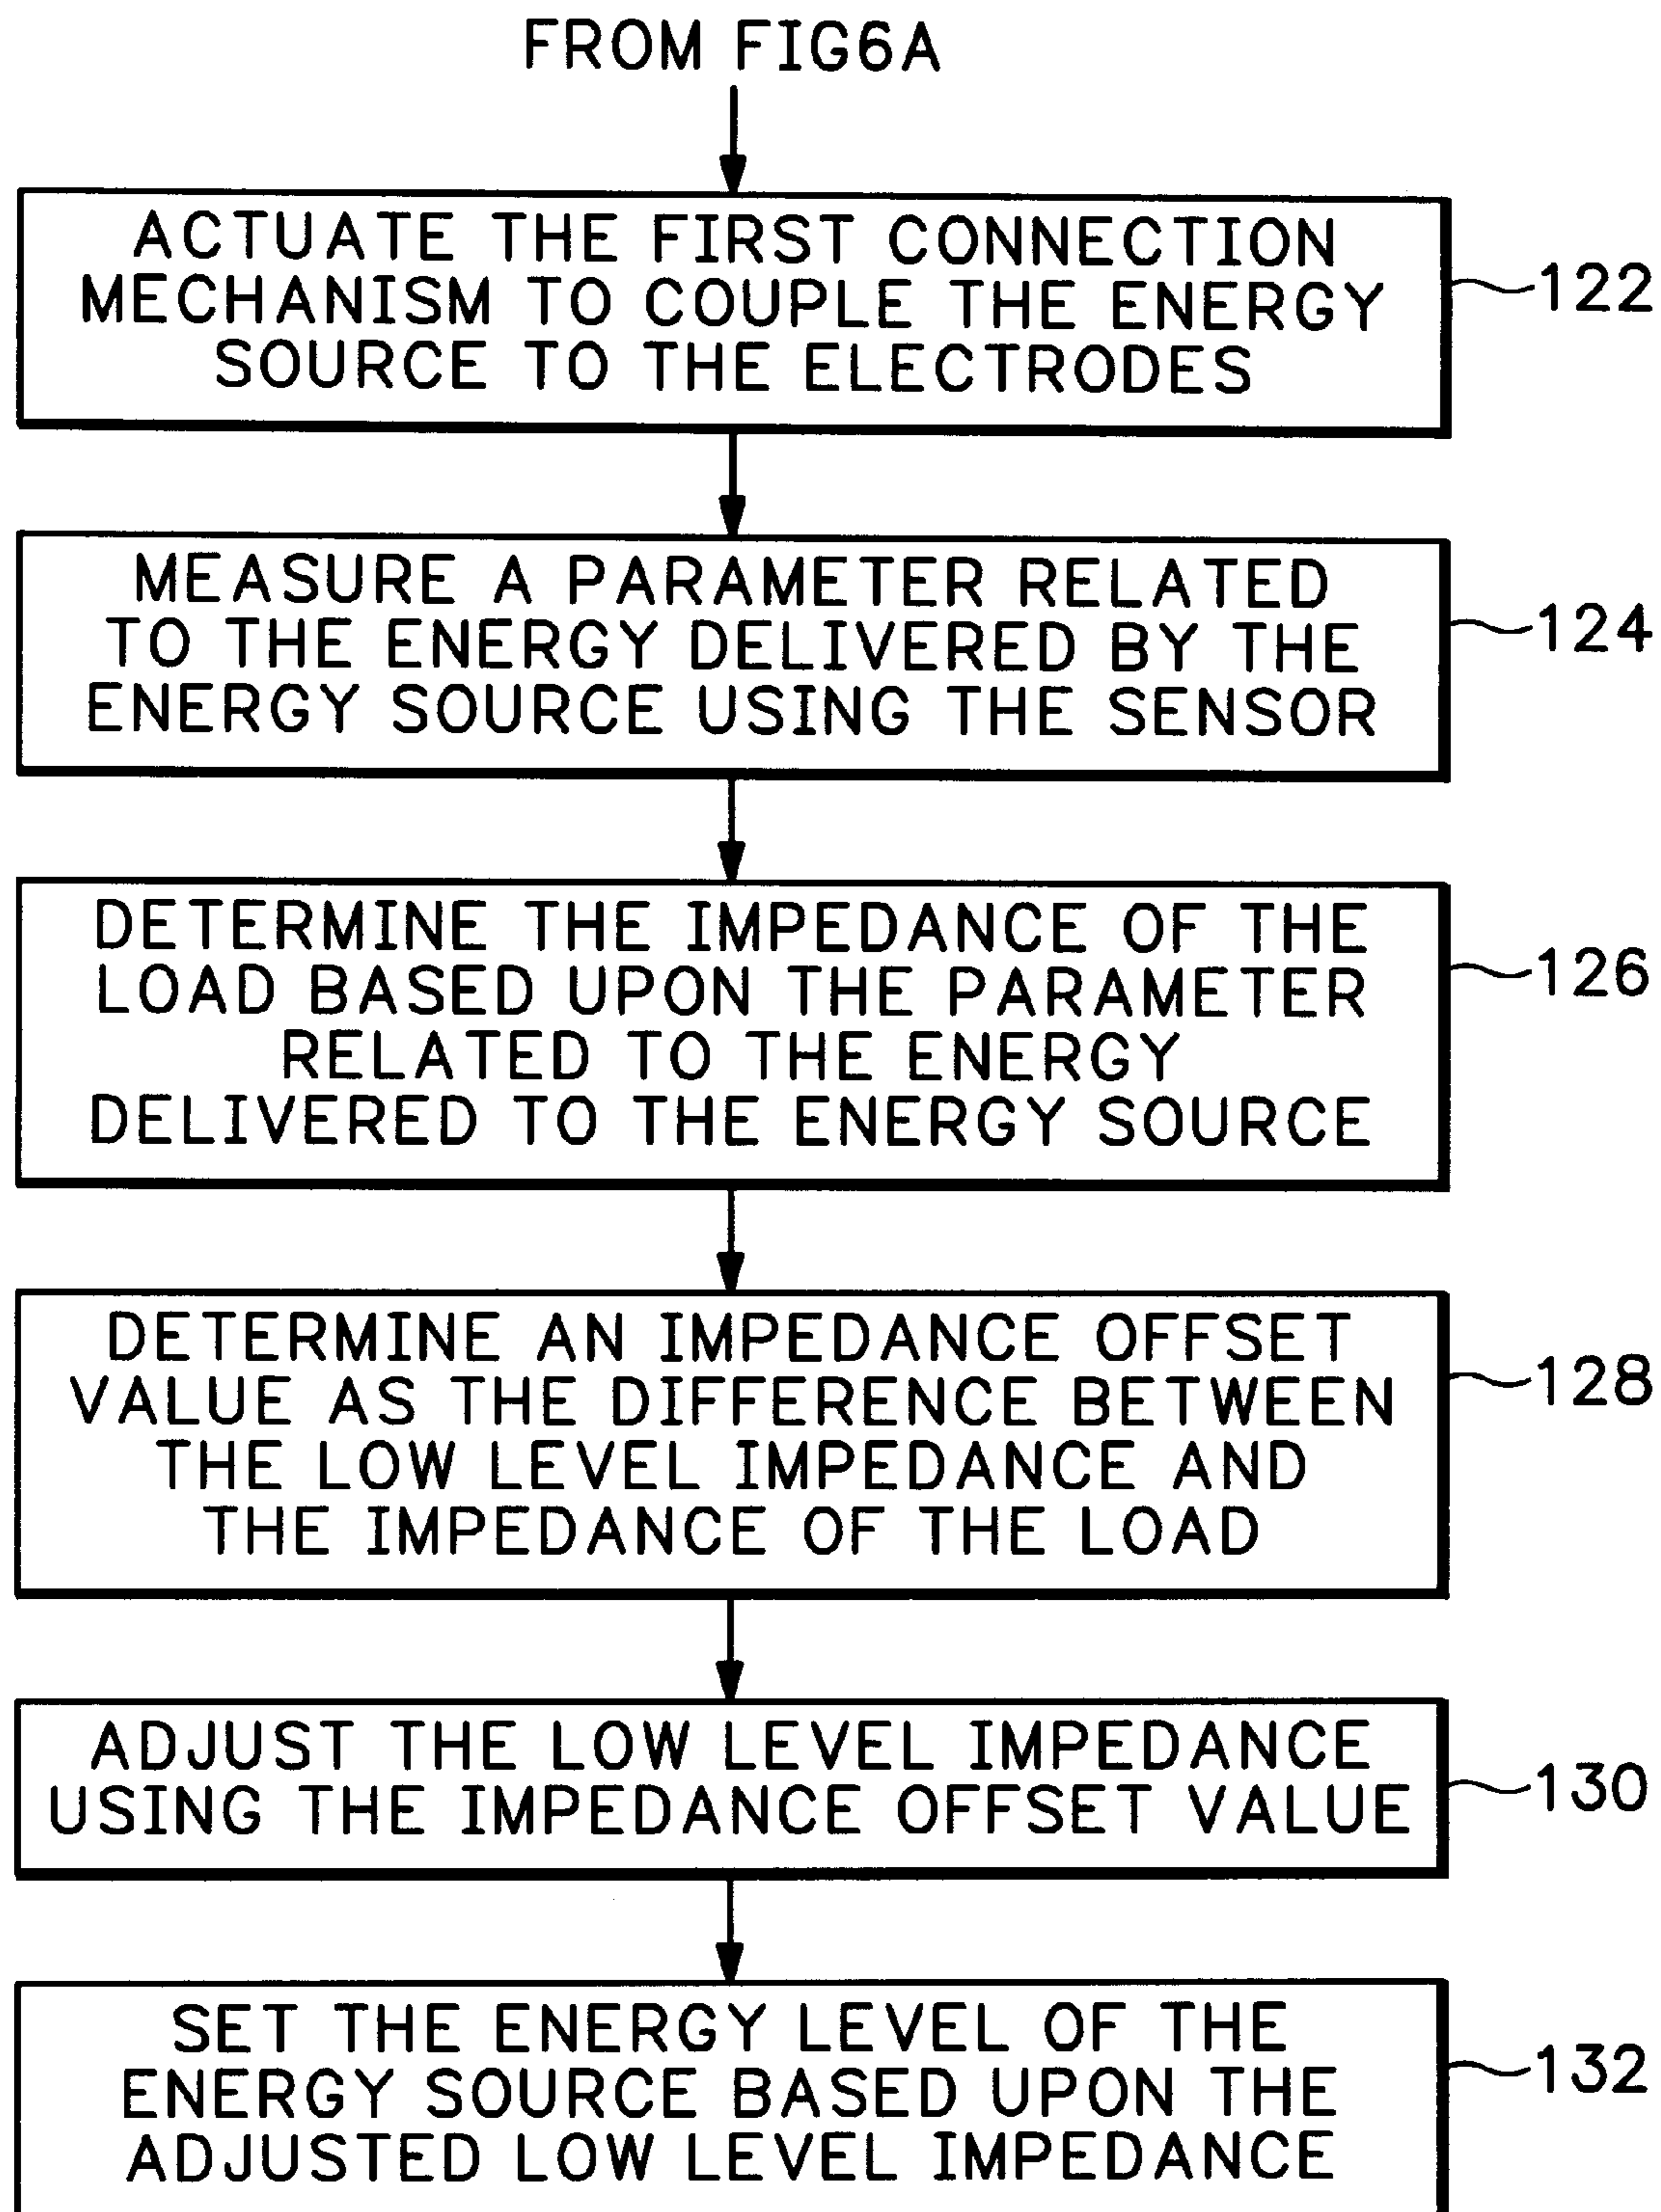 FROM FIG6A
ACTUATE THE FIRST CONNECTION
MECHANISM TO COUPLE THE ENERGY
SOURCE TO THE ELECTRODES
122
MEASURE A PARAMETER RELATED
TO THE ENERGY DELIVERED BY THE
ENERGY SOURCE USING THE SENSOR
124
DETERMINE THE IMPEDANCE OF THE
LOAD BASED UPON THE PARAMETER
RELATED TO THE ENERGY
DELIVERED TO THE ENERGY SOURCE
126
DETERMINE AN IMPEDANCE OFFSET
VALUE AS THE DIFFERENCE BETWEEN
THE LOW LEVEL IMPEDANCE AND
THE IMPEDANCE OF THE LOAD
128
ADJUST THE LOW LEVEL IMPEDANCE
USING THE IMPEDANCE OFFSET VALUE
130
SET THE ENERGY LEVEL OF THE
ENERGY SOURCE BASED UPON THE
ADJUSTED LOW LEVEL IMPEDANCE
132